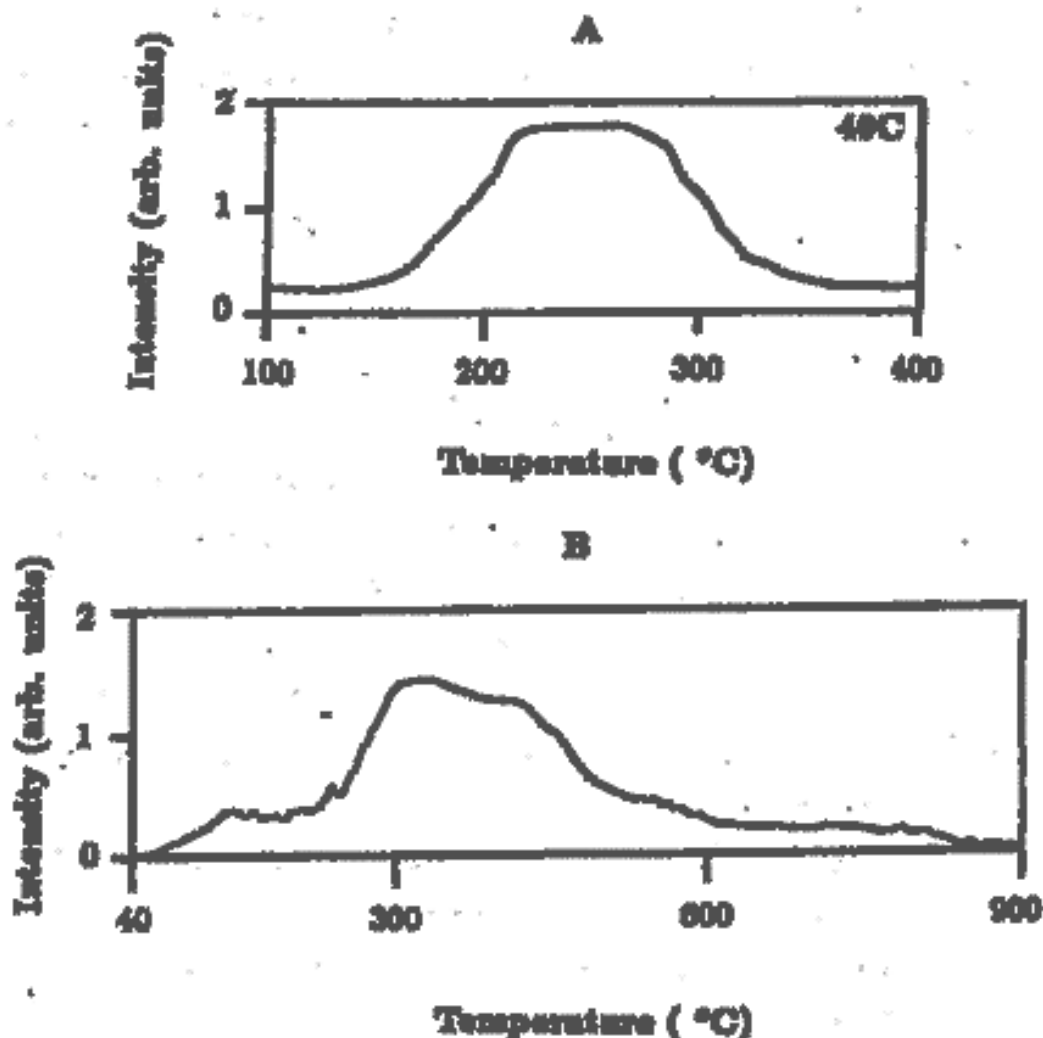 A
Intensity (arb. units)
2
1
0
49C
100 200 300 400
Temperature ( °C)
B
Intensity (arb. units)
2
1
0
40 300 600 900
Temperature ( °C)